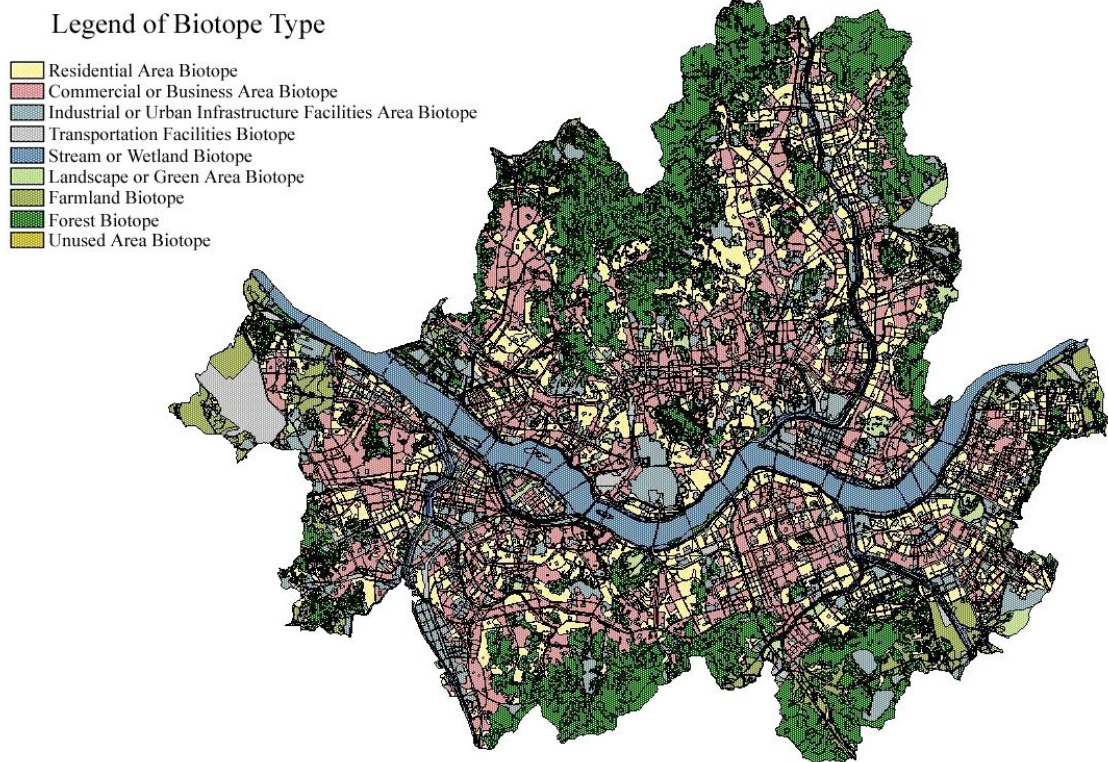 Legend of Biotope Type
Residential Area Biotope
Commercial or Business Area Biotope
Industrial or Urban Infrastructure Facilities Area Biotope
Transportation Facilities Biotope
Stream or Wetland Biotope
Landscape or Green Area Biotope
Farmland Biotope
Forest Biotope
Unused Area Biotope